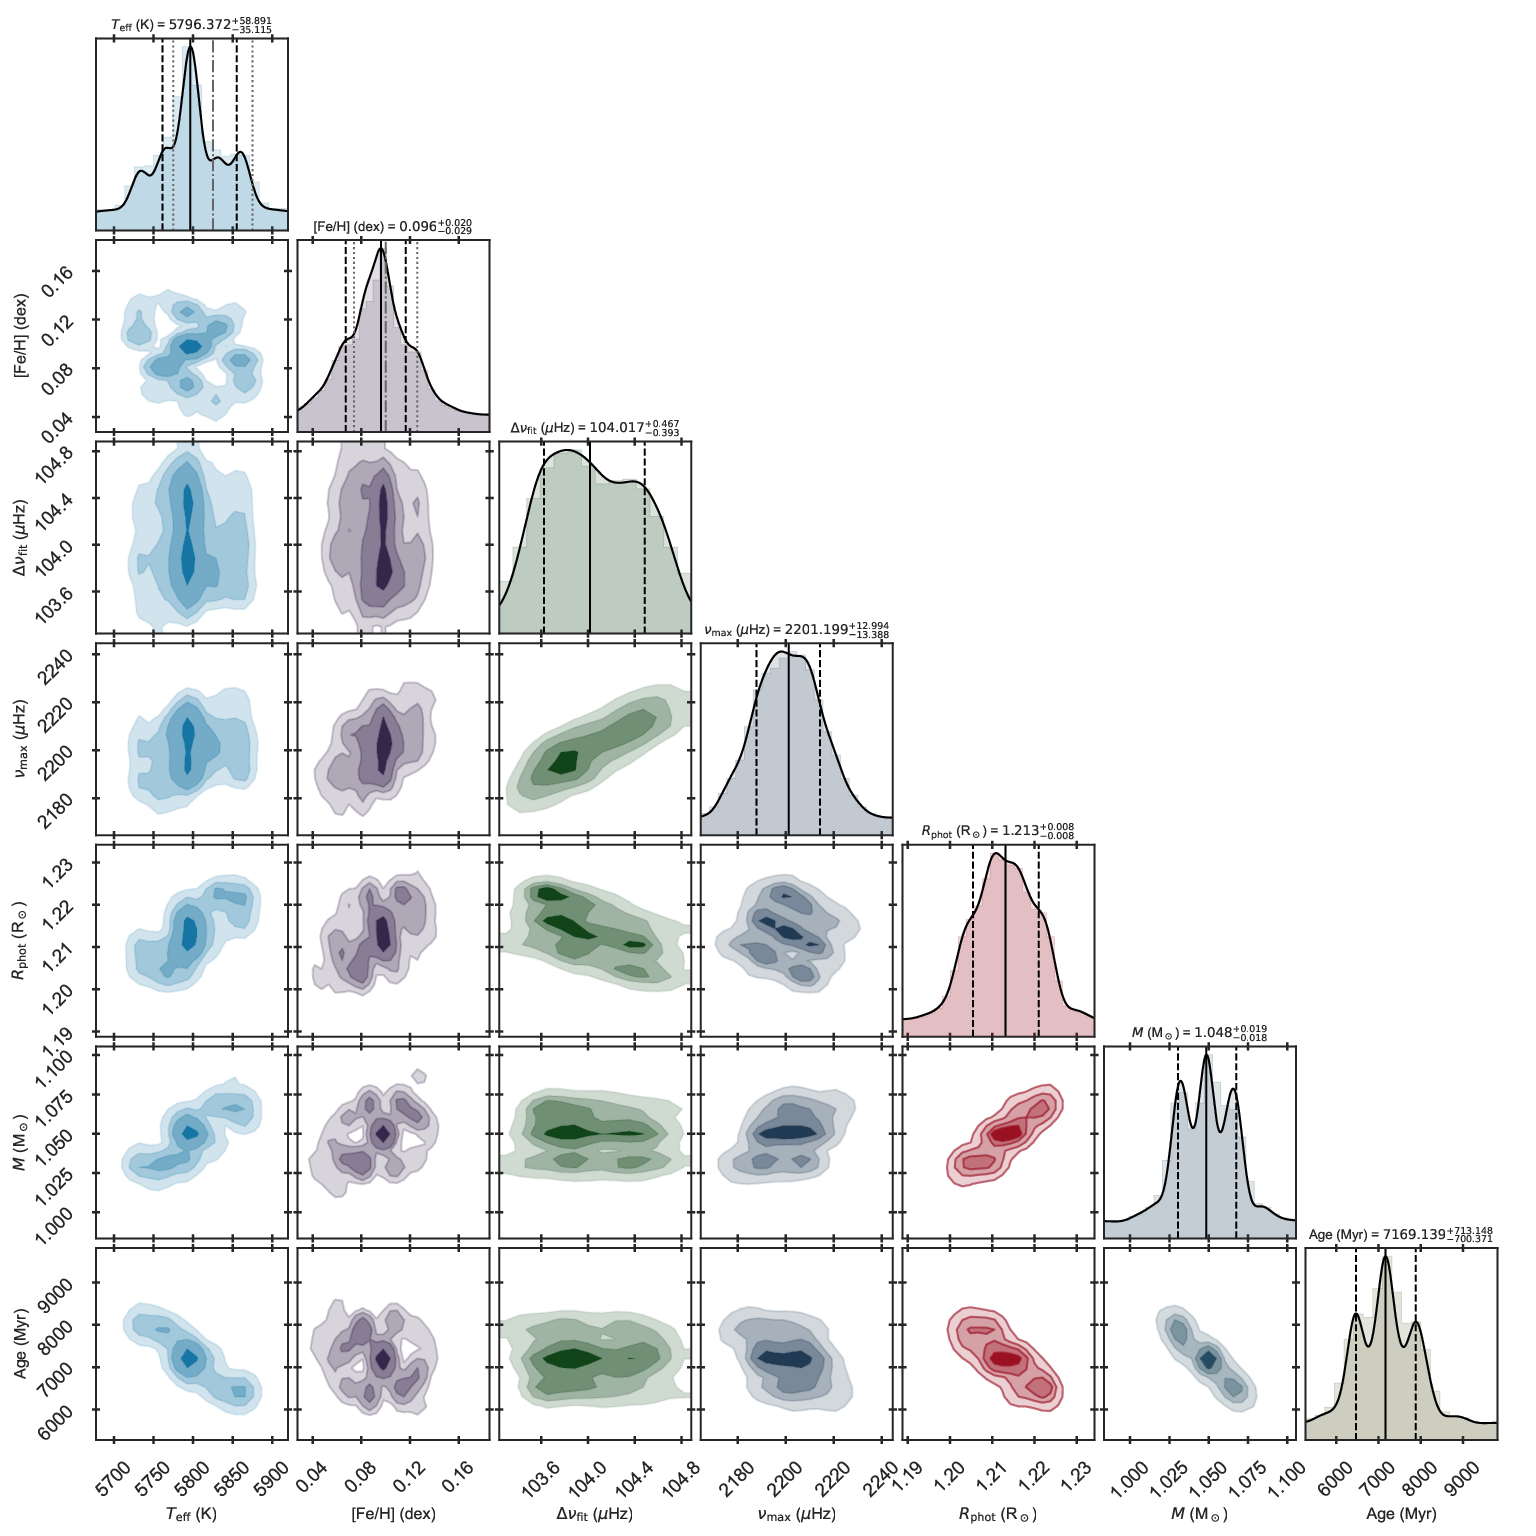 T_eff (K) = 5796.372 +58.891 −35.115
[Fe/H] (dex) = 0.096 +0.020 −0.029
0.16
0.12
0.08
0.04
[Fe/H] (dex)
Δν_fit (μHz) = 104.017 +0.467 −0.393
104.8
104.4
104.0
103.6
Δν_fit (μHz)
ν_max (μHz) = 2201.199 +12.994 −13.388
2240
2220
2200
2180
ν_max (μHz)
R_phot (R⊙) = 1.213 +0.008 −0.008
1.23
1.22
1.21
1.20
1.19
R_phot (R⊙)
M (M⊙) = 1.048 +0.019 −0.018
1.100
1.075
1.050
1.025
1.000
M (M⊙)
Age (Myr) = 7169.139 +713.148 −700.371
9000
8000
7000
6000
Age (Myr)
5700 5750 5800 5850 5900 0.04 0.08 0.12 0.16 103.6 104.0 104.4 104.8 2180 2200 2220 2240 1.19 1.20 1.21 1.22 1.23 1.000 1.025 1.050 1.075 1.100 6000 7000 8000 9000
T_eff (K) [Fe/H] (dex) Δν_fit (μHz) ν_max (μHz) R_phot (R⊙) M (M⊙) Age (Myr)